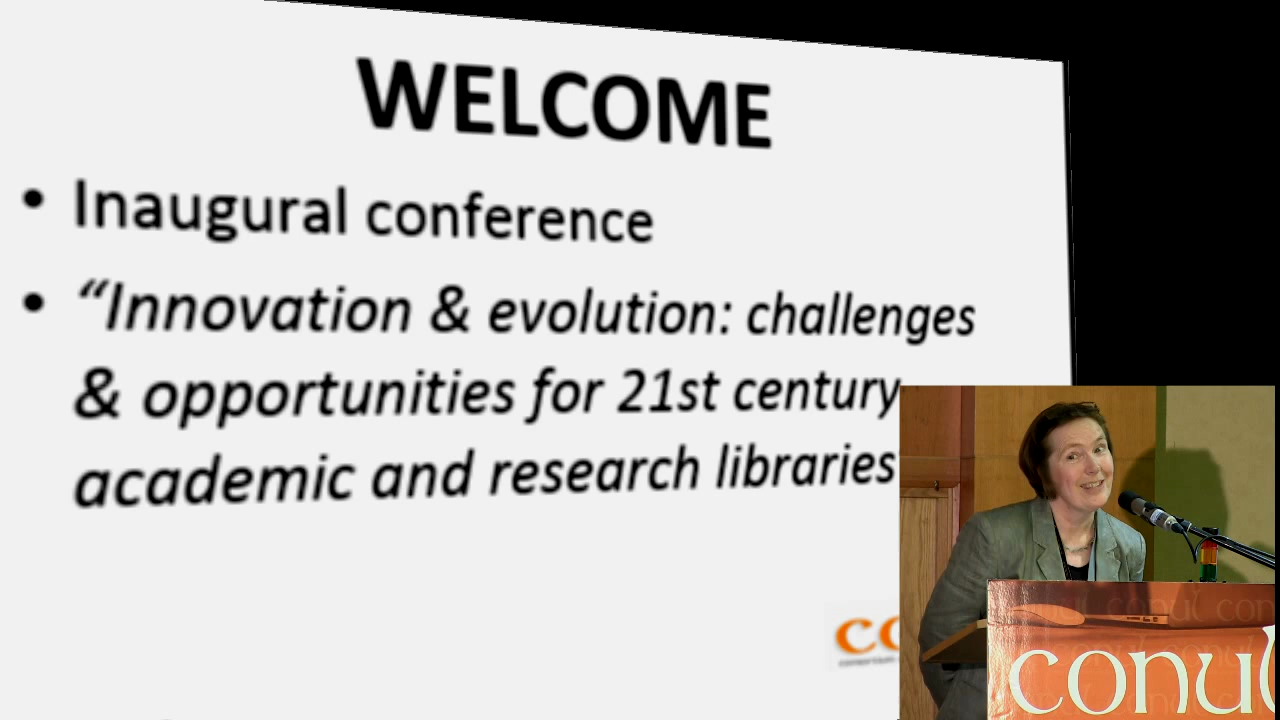 WELCOME
• Inaugural conference
• “Innovation & evolution: challenges
& opportunities for 21st century
academic and research libraries
conul